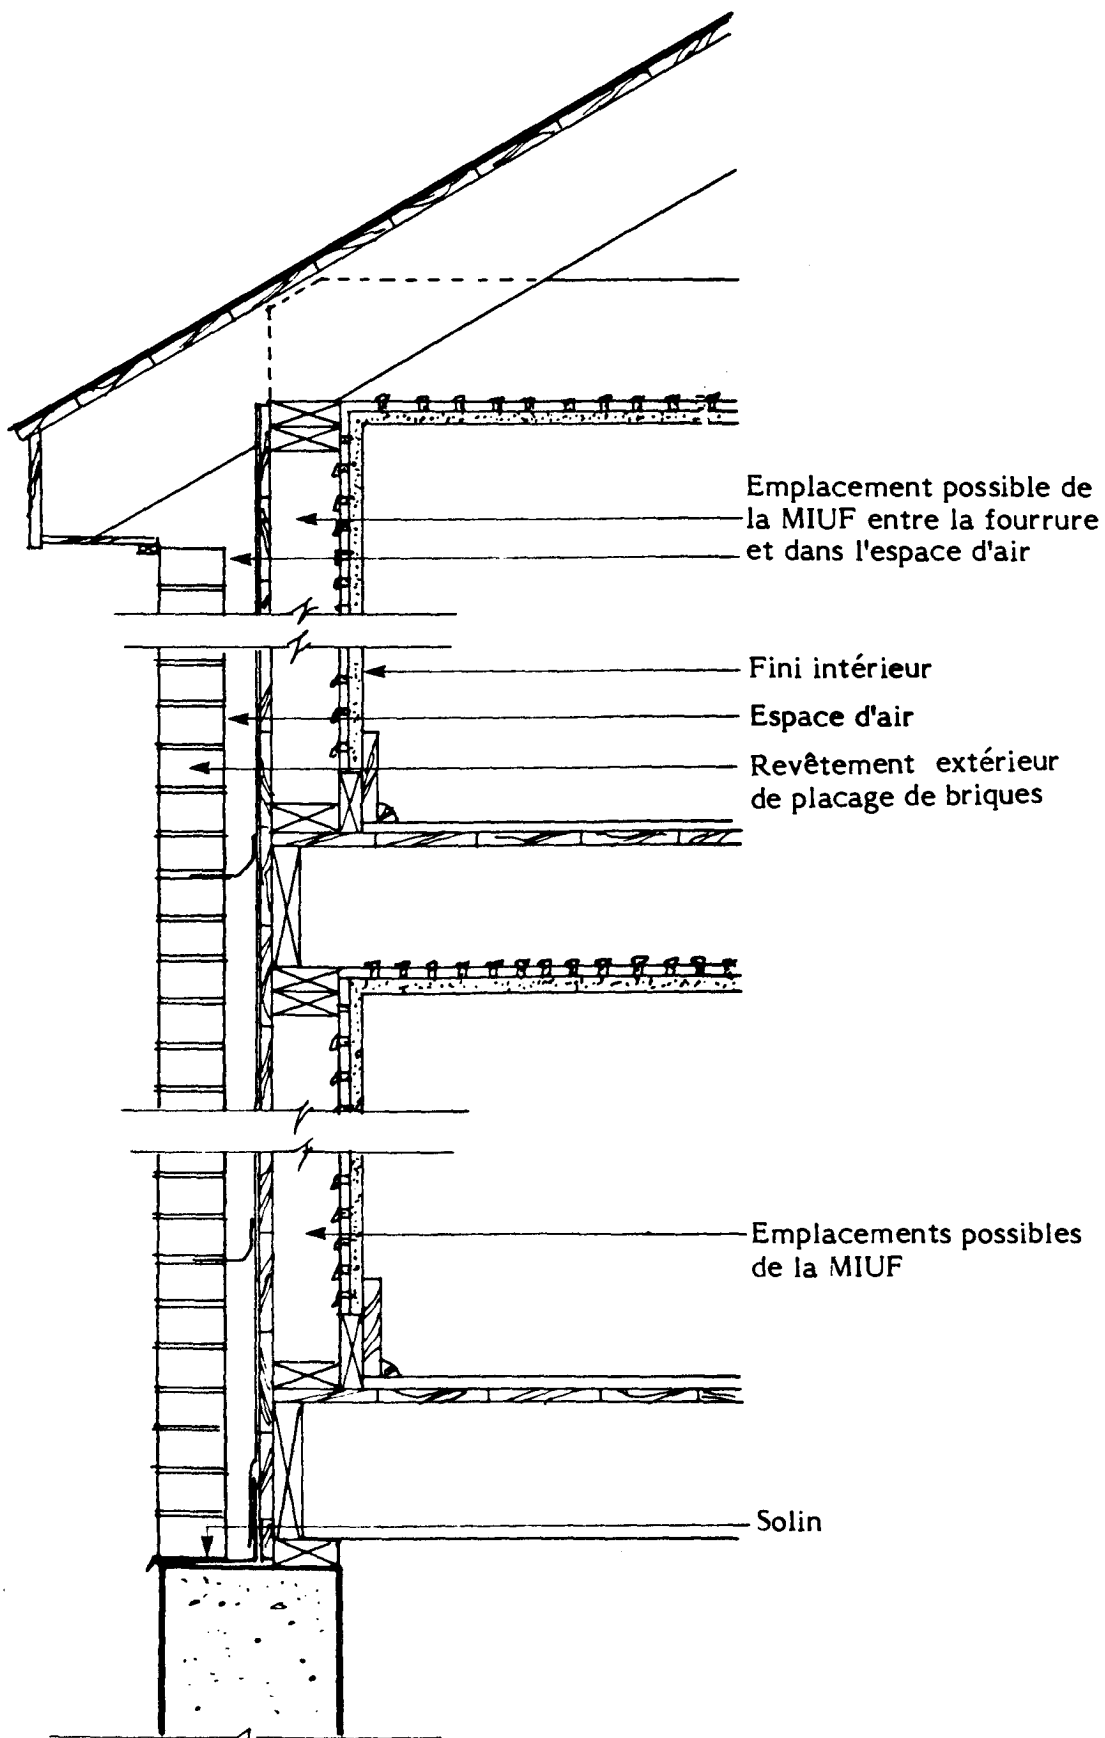 Emplacement possible de
la MIUF entre la fourrure
et dans l'espace d'air
Fini intérieur
Espace d'air
Revêtement extérieur
de placage de briques
Emplacements possibles
de la MIUF
Solin